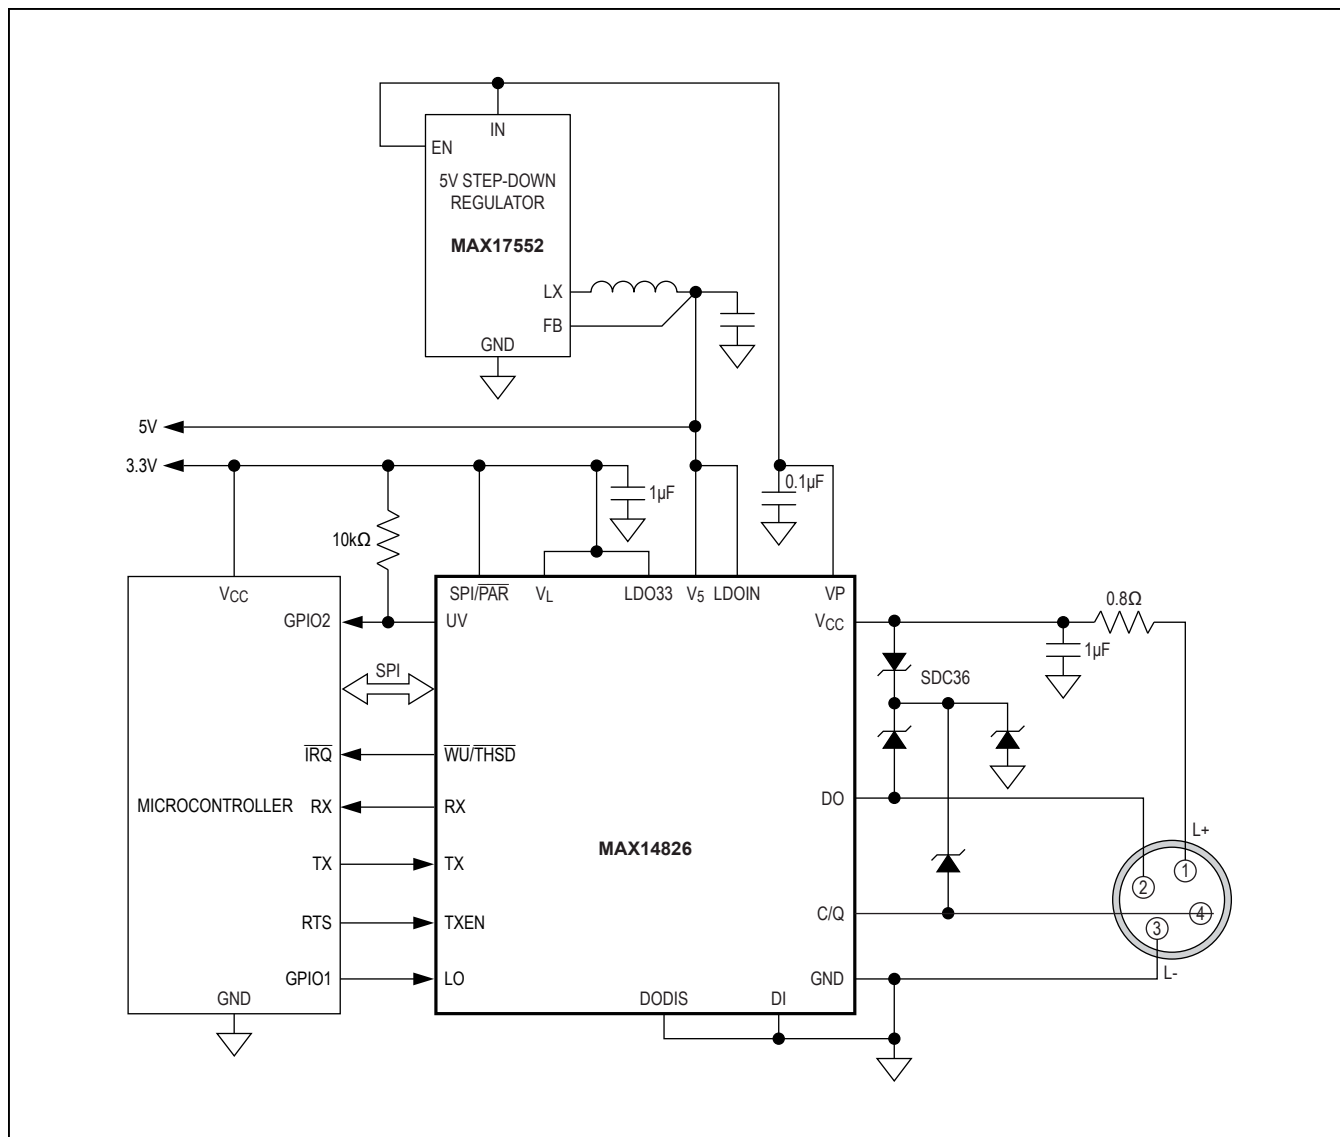 IN
EN
5V STEP-DOWN
REGULATOR
MAX17552
LX
FB
GND
5V
3.3V
1µF
0.1µF
10kΩ
VCC
SPI/PAR
VL
LDO33
V5
LDOIN
VP
GPIO2
UV
VCC
0.8Ω
1µF
SPI
SDC36
IRQ
WU/THSD
MICROCONTROLLER
RX
RX
DO
MAX14826
L+
TX
TX
1
2
RTS
TXEN
C/Q
4
3
GPIO1
LO
GND
L-
GND
DODIS
DI